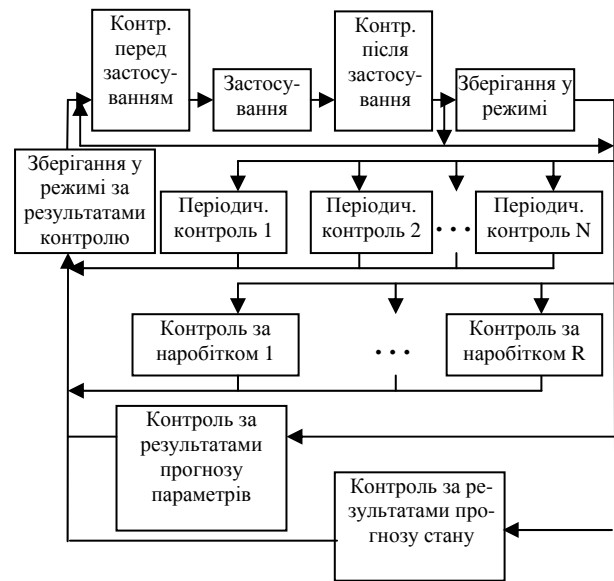 Контр.
перед
застосу-
ванням
Застосу-
вання
Контр.
після
застосу-
вання
Зберігання у
режимі
Зберігання у
режимі за
результатами
контролю
Періодич.
контроль 1
Періодич.
контроль 2
• • •
Періодич.
контроль N
Контроль за
наробітком 1
• • •
Контроль за
наробітком R
Контроль за
результатами
прогнозу
параметрів
Контроль за ре-
зультатами про-
гнозу стану